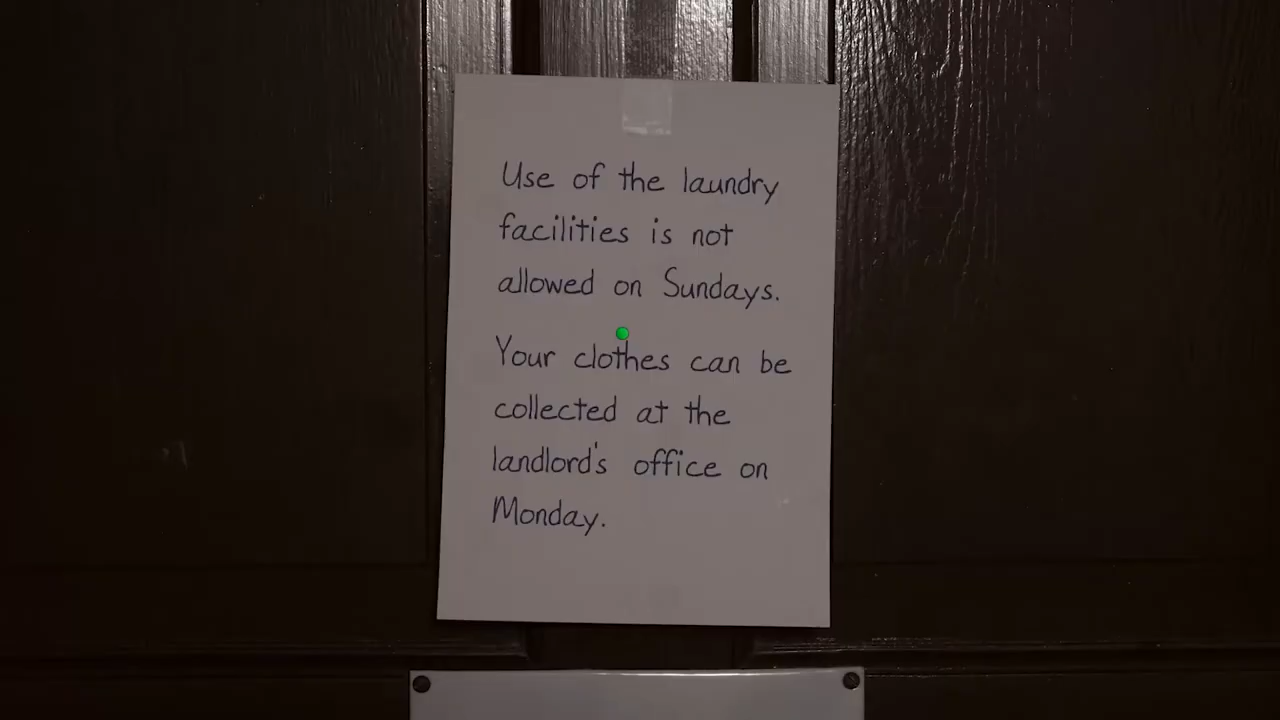 Use of the laundry
facilities is not
allowed on Sundays.
Your clothes can be
collected at the
landlord's office on
Monday.